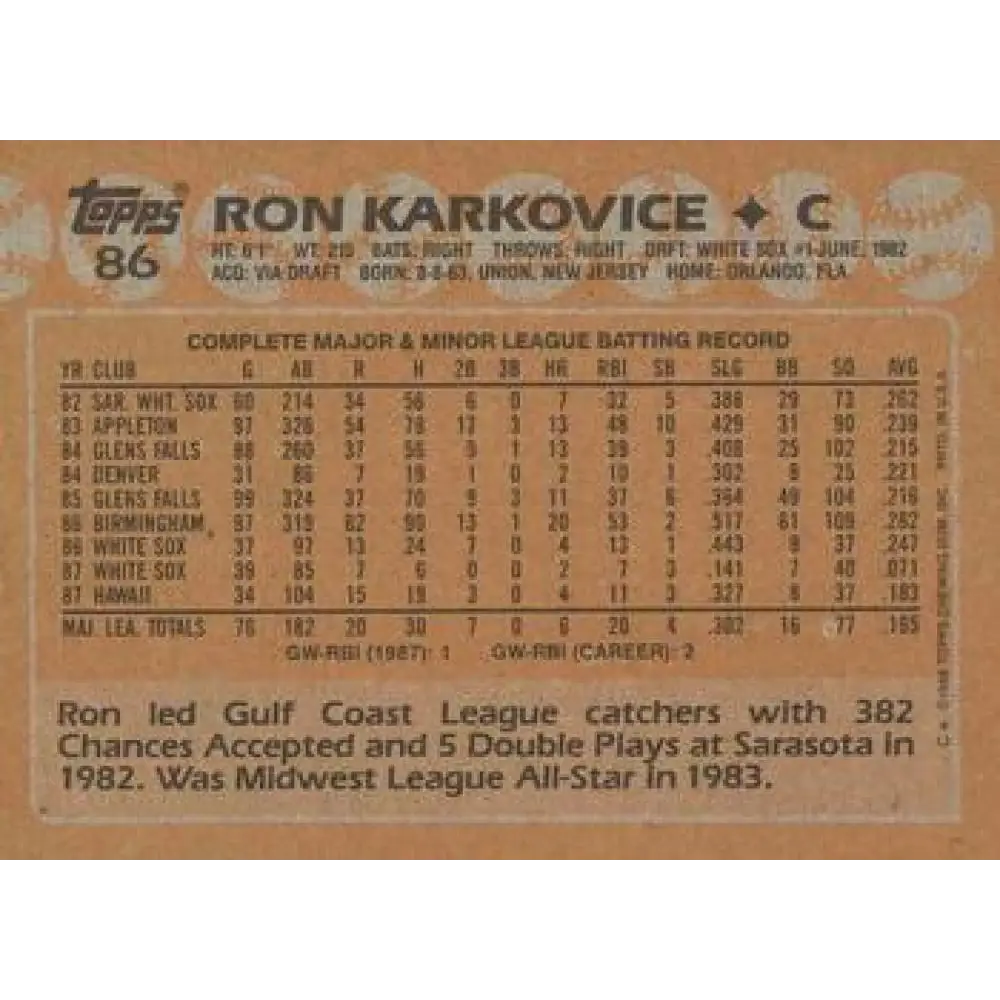 Topps® RON KARKOVICE ✦ C
86 HT: 6'1" WT: 219 BATS: RIGHT THROWS: RIGHT DRFT: WHITE SOX #1-JUNE, 1982
ACQ: VIA DRAFT BORN: 8-8-63, UNION, NEW JERSEY HOME: ORLANDO, FLA
COMPLETE MAJOR & MINOR LEAGUE BATTING RECORD
YR CLUB G AB R H 2B 3B HR RBI SB SLG BB SO AVG
82 SAR. WHT. SOX 60 214 34 56 6 0 7 32 5 .388 29 73 .262
83 APPLETON 97 326 54 78 17 3 13 48 10 .429 31 90 .239
84 GLENS FALLS 88 260 37 56 9 1 13 39 3 .408 25 102 .215
84 DENVER 31 86 7 19 1 0 2 10 1 .302 8 25 .221
85 GLENS FALLS 99 324 37 70 9 3 11 37 6 .364 49 104 .216
86 BIRMINGHAM 97 319 62 90 13 1 20 53 2 .517 61 109 .282
86 WHITE SOX 37 97 13 24 7 0 4 13 1 .443 9 37 .247
87 WHITE SOX 39 85 7 6 0 0 2 7 3 .141 7 40 .071
87 HAWAII 34 104 15 19 3 0 4 11 3 .327 8 37 .183
MAJ. LEA. TOTALS 76 182 20 30 7 0 6 20 4 .302 16 77 .165
GW-RBI (1987): 1 GW-RBI (CAREER): 2
Ron led Gulf Coast League catchers with 382
Chances Accepted and 5 Double Plays at Sarasota in
1982. Was Midwest League All-Star in 1983.
C ★ ©1988 TOPPS CHEWING GUM, INC. PRTD. IN U.S.A.